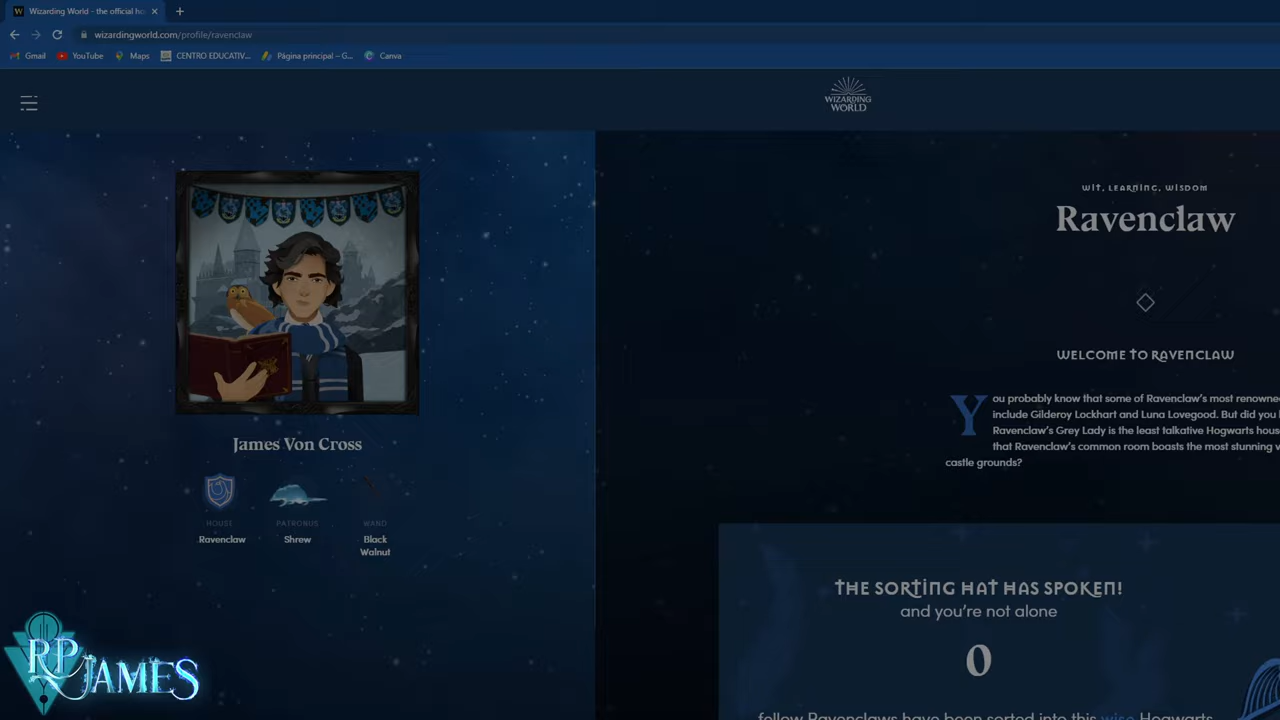 Wizarding World - the official ho
wizardingworld.com/profile/ravenclaw
Gmail
YouTube
Maps
CENTRO EDUCATIV...
Página principal – G...
Canva
WIZARDING
WORLD
WIT, LEARNING, WISDOM
Ravenclaw
WELCOME TO RAVENCLAW
You probably know that some of Ravenclaw's most renowne
include Gilderoy Lockhart and Luna Lovegood. But did you
Ravenclaw's Grey Lady is the least talkative Hogwarts hous
that Ravenclaw's common room boasts the most stunning v
castle grounds?
James Von Cross
HOUSE
Ravenclaw
PATRONUS
Shrew
WAND
Black
Walnut
THE SORTING HAT HAS SPOKEN!
and you're not alone
0
fellow Ravenclaws have been sorted into this wise Hogwarts
RP JAMES